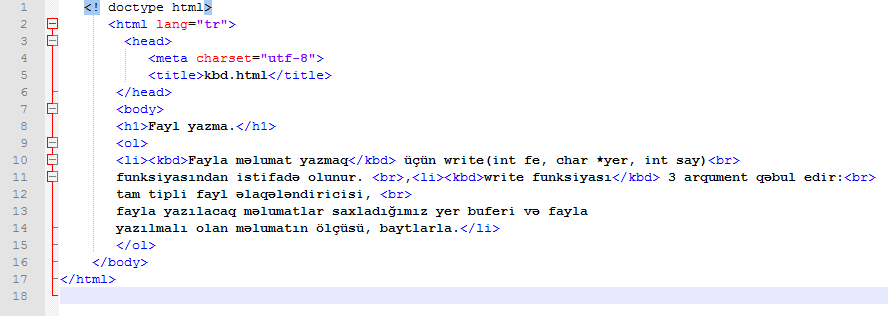 1 <! doctype html>
2 <html lang="tr">
3 <head>
4 <meta charset="utf-8">
5 <title>kbd.html</title>
6 </head>
7 <body>
8 <h1>Fayl yazma.</h1>
9 <ol>
10 <li><kbd>Fayla məlumat yazmaq</kbd> üçün write(int fe, char *yer, int say)<br>
11 funksiyasından istifadə olunur. <br>,<li><kbd>write funksiyası</kbd> 3 arqument qəbul edir:<br>
12 tam tipli fayl əlaqələndiricisi, <br>
13 fayla yazılacaq məlumatlar saxladığımız yer buferi və fayla
14 yazılmalı olan məlumatın ölçüsü, baytlarla.</li>
15 </ol>
16 </body>
17 </html>
18